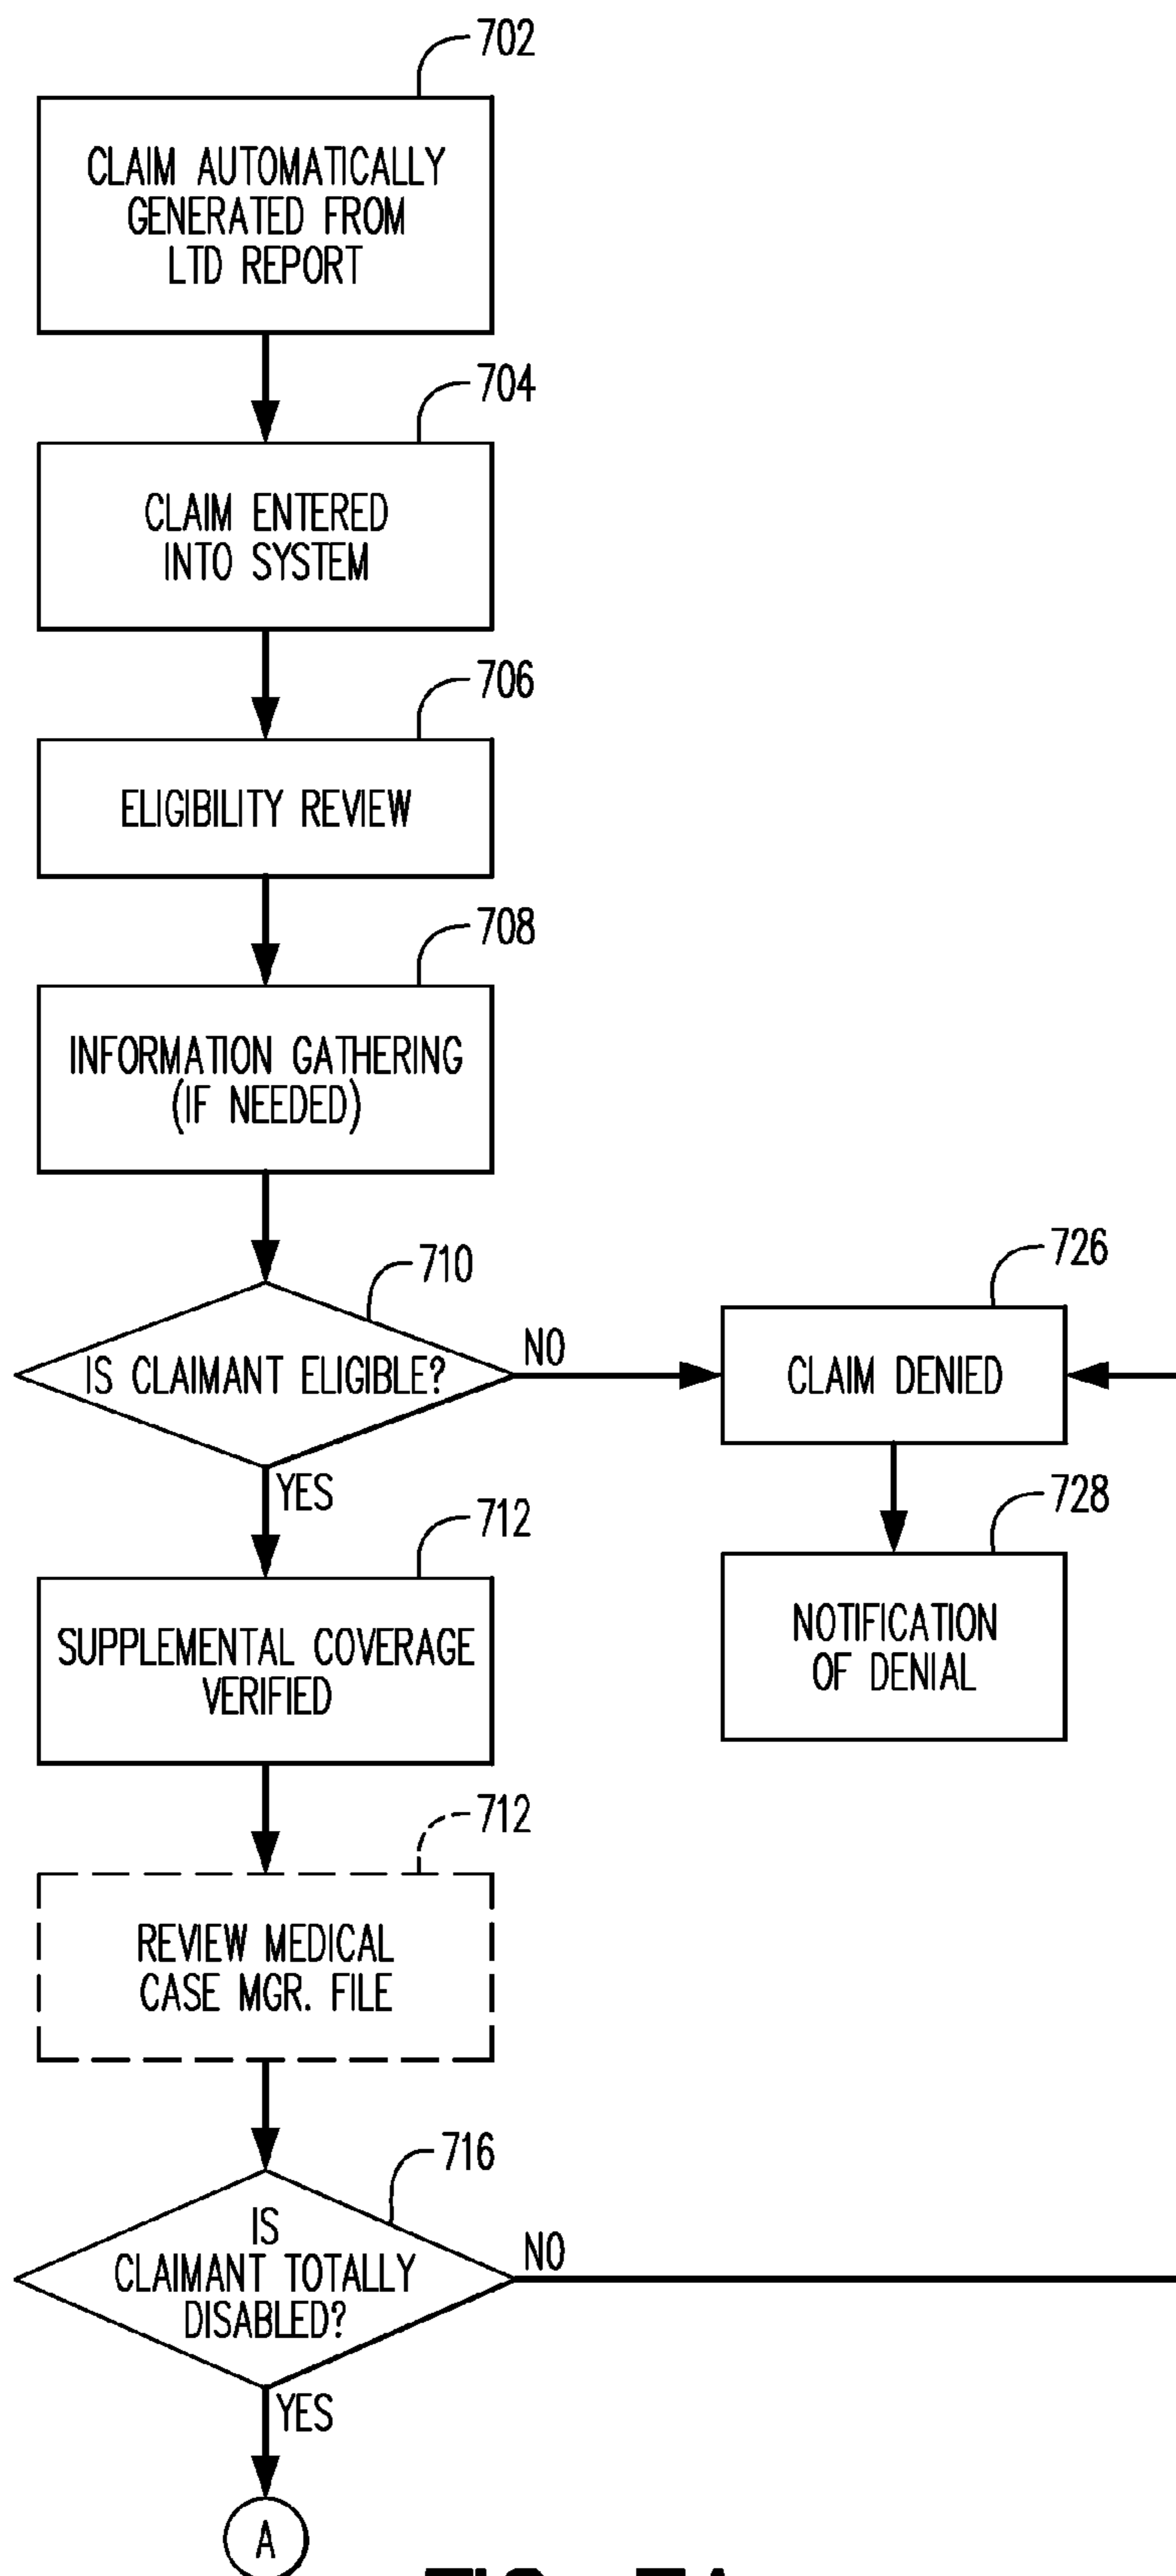 702
CLAIM AUTOMATICALLY
GENERATED FROM
LTD REPORT
704
CLAIM ENTERED
INTO SYSTEM
706
ELIGIBILITY REVIEW
708
INFORMATION GATHERING
(IF NEEDED)
710
IS CLAIMANT ELIGIBLE?
NO
YES
726
CLAIM DENIED
728
NOTIFICATION
OF DENIAL
712
SUPPLEMENTAL COVERAGE
VERIFIED
712
REVIEW MEDICAL
CASE MGR. FILE
716
IS
CLAIMANT TOTALLY
DISABLED?
NO
YES
A